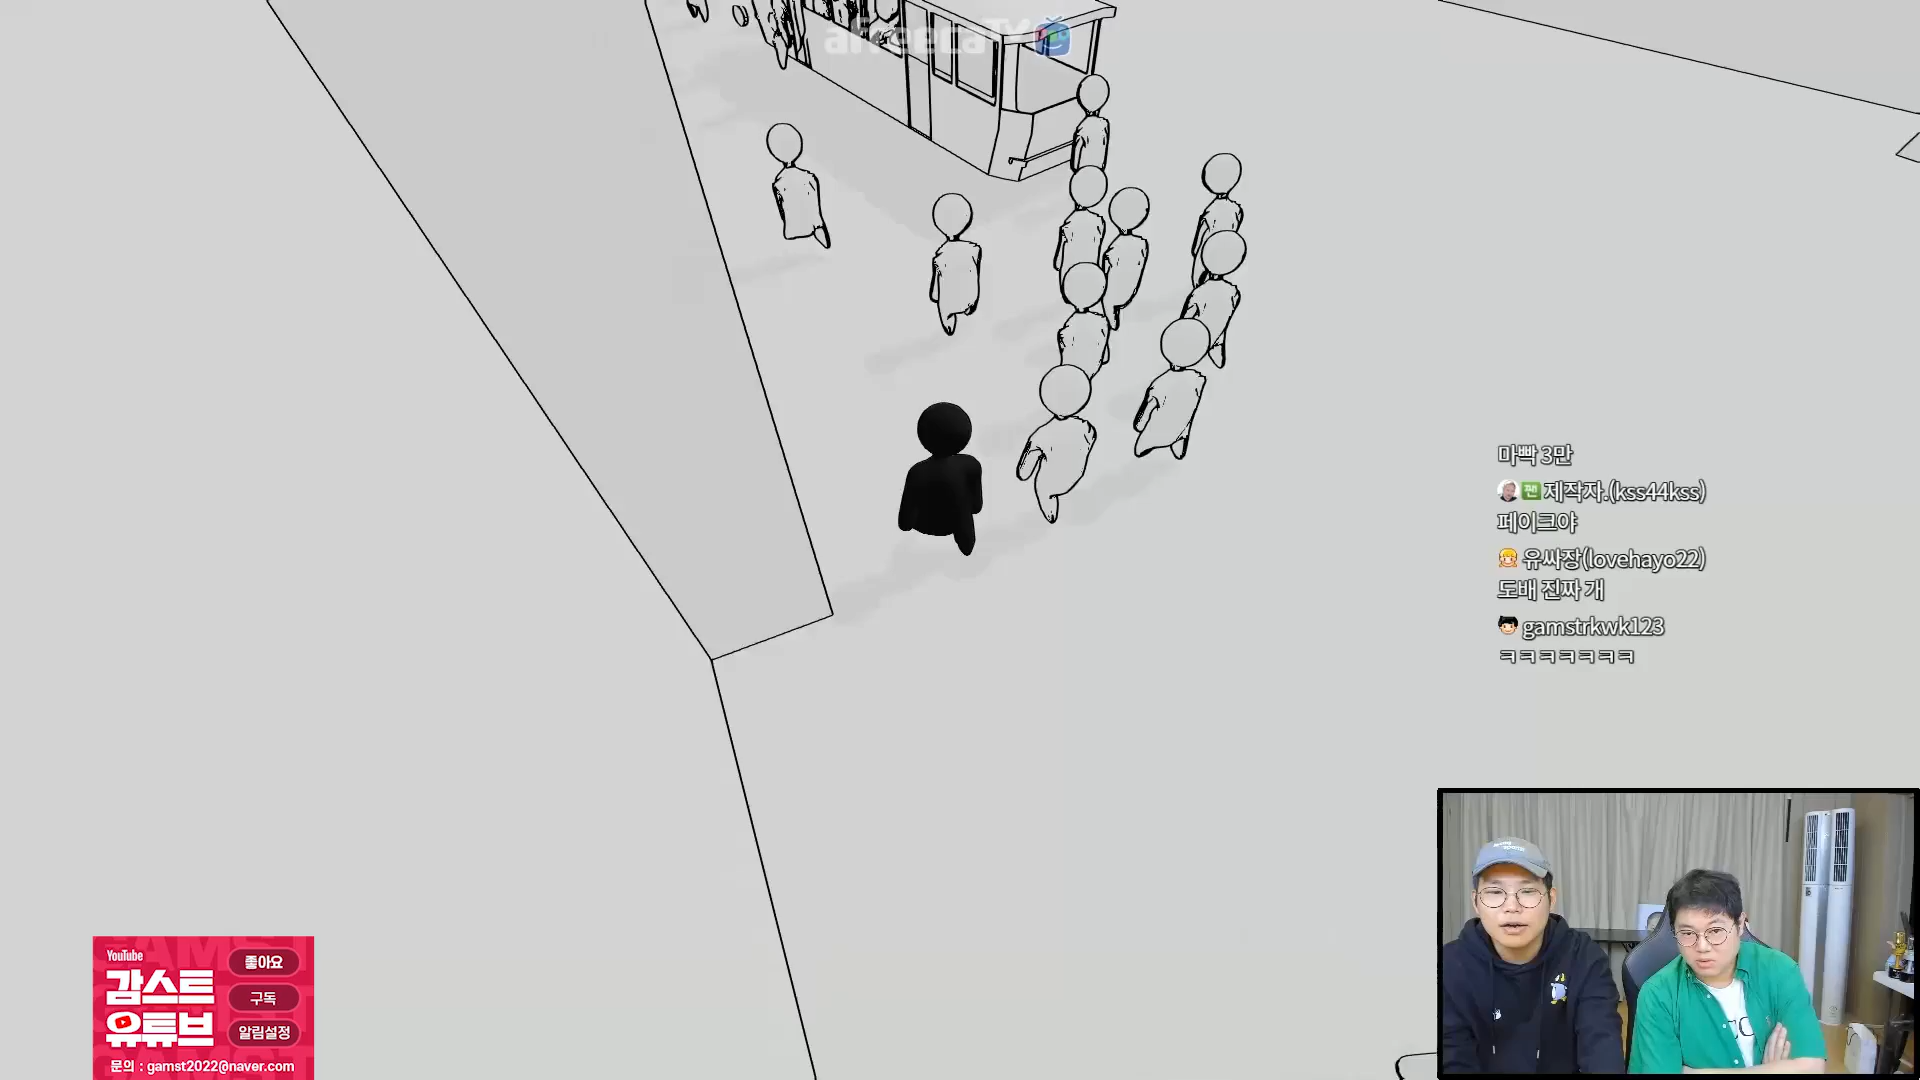 afreecaTV
마빡 3만
팬 제작자.(kss44kss)
페이크야
유싸장(lovehayo22)
도배 진짜 개
gamstrkwk123
ㅋㅋㅋㅋㅋㅋㅋ
YouTube
감스트
유튜브
좋아요
구독
알림설정
문의 : gamst2022@naver.com